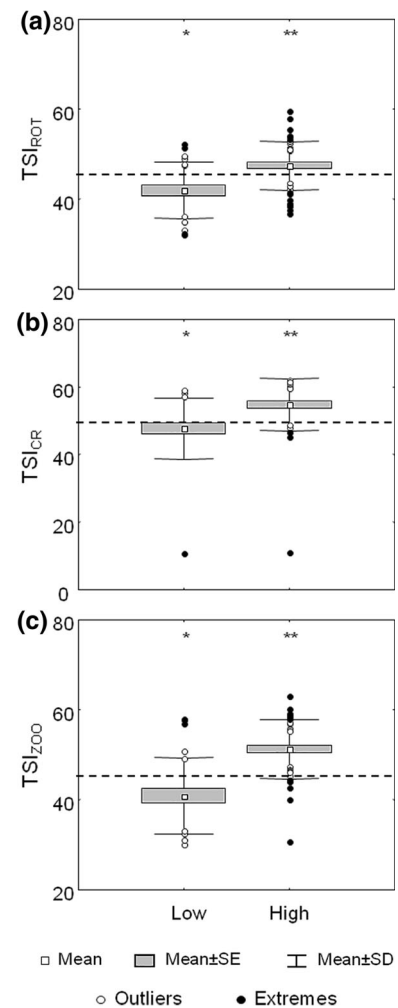 (a)
80
* **
60
TSI_ROT
40
20
(b)
80
* **
60
TSI_CR
40
20
0
(c)
80
* **
60
TSI_ZOO
40
20
Low High
Mean Mean±SE Mean±SD
Outliers Extremes